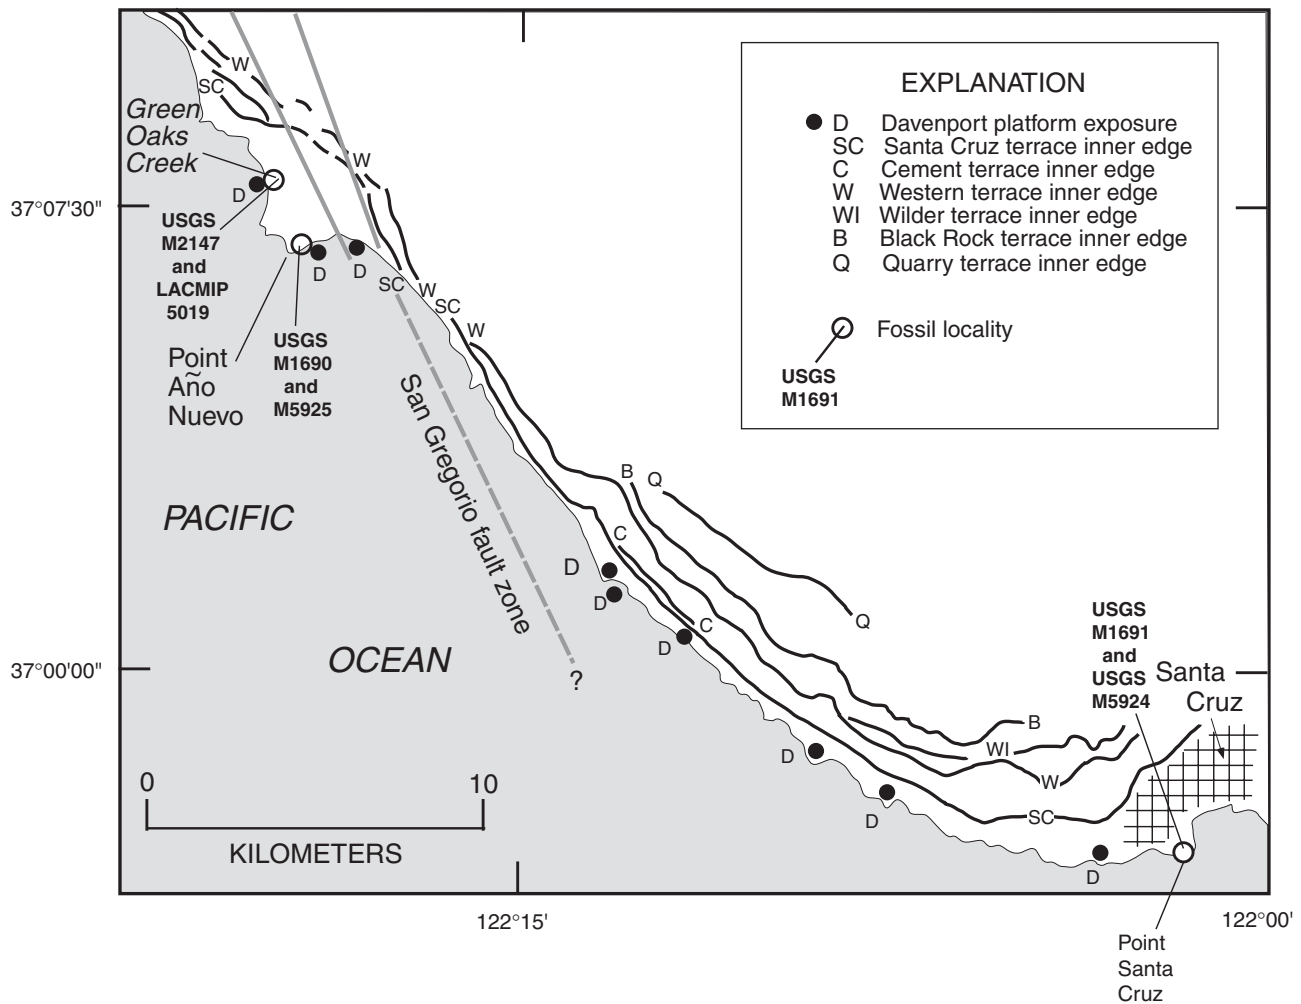 EXPLANATION
D Davenport platform exposure
SC Santa Cruz terrace inner edge
C Cement terrace inner edge
W Western terrace inner edge
WI Wilder terrace inner edge
B Black Rock terrace inner edge
Q Quarry terrace inner edge
Fossil locality
USGS
M1691
W
SC
Green
Oaks
Creek
W
D
37°07'30"
USGS
M2147
and
LACMIP
5019
D
D
SC
W
SC
W
USGS
M1690
and
M5925
Point
Año
Nuevo
San Gregorio fault zone
B
Q
PACIFIC
C
D
D
C
Q
D
OCEAN
37°00'00"
?
USGS
M1691
and
USGS
M5924
Santa
Cruz
B
WI
W
D
SC
D
D
0
10
KILOMETERS
122°15'
122°00'
Point
Santa
Cruz